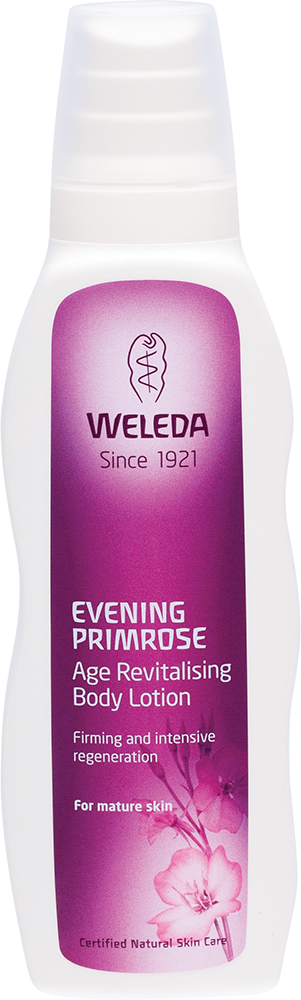 WELEDA
Since 1921
EVENING
PRIMROSE
Age Revitalising
Body Lotion
Firming and intensive
regeneration
For mature skin
Certified Natural Skin Care